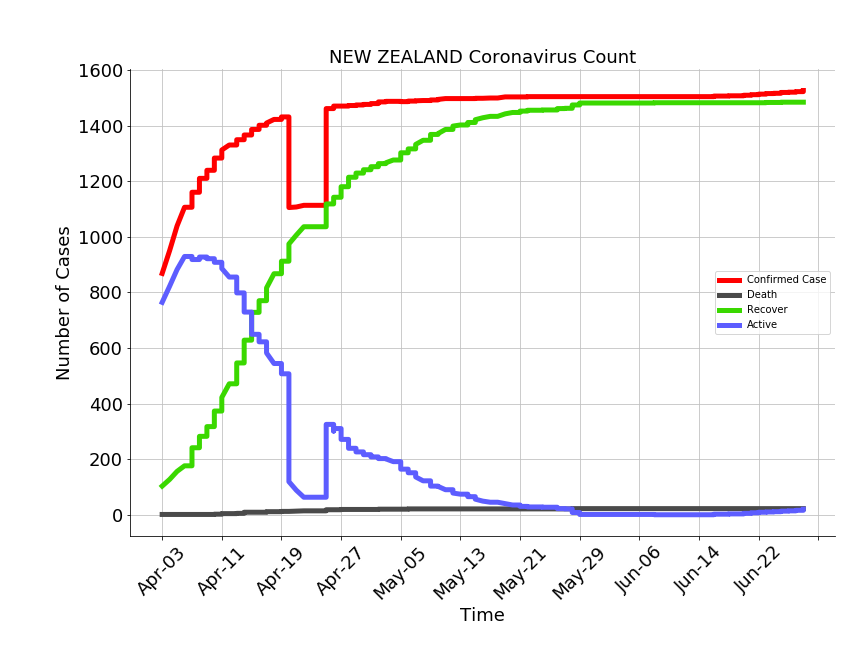 NEW ZEALAND Coronavirus Count
1600
1400
1200
1000
800
600
400
200
0
Number of Cases
Confirmed Case
Death
Recover
Active
Apr-03
Apr-11
Apr-19
Apr-27
May-05
May-13
May-21
May-29
Jun-06
Jun-14
Jun-22
Time